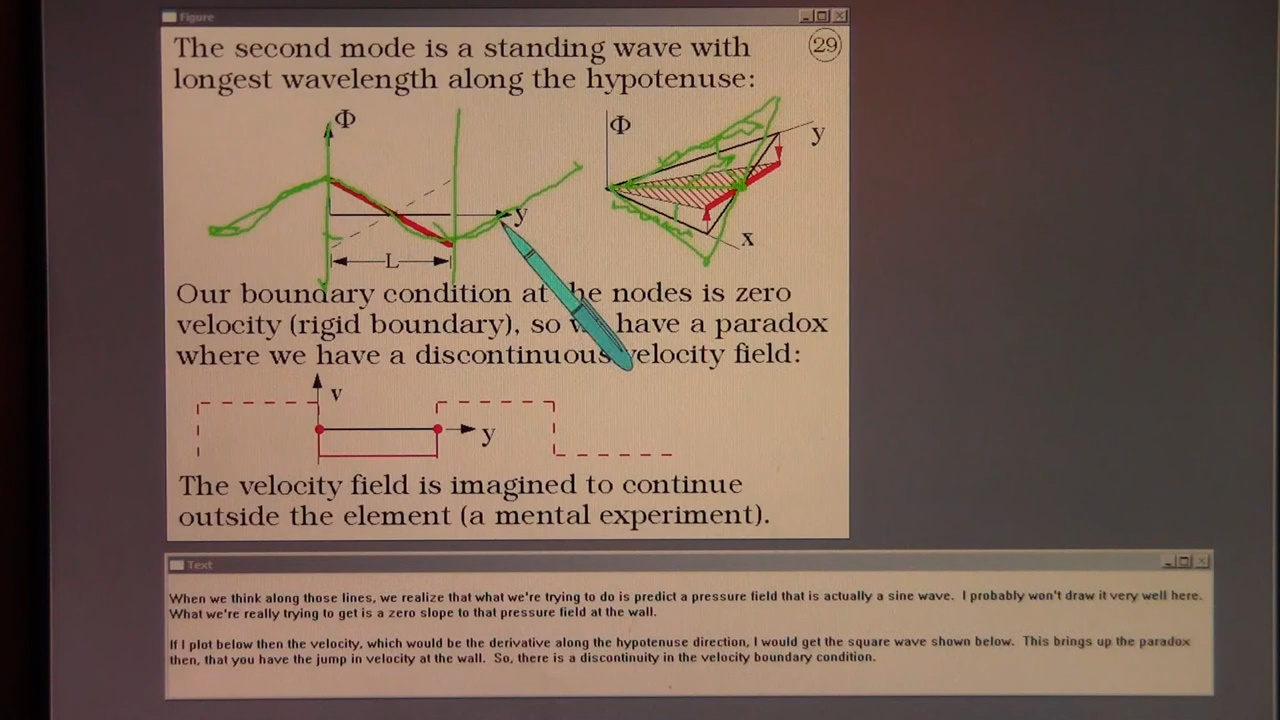 Figure
The second mode is a standing wave with
longest wavelength along the hypotenuse:
29
Φ
y
L
Φ
y
x
Our boundary condition at the nodes is zero
velocity (rigid boundary), so have a paradox
where we have a discontinuous velocity field:
v
y
The velocity field is imagined to continue
outside the element (a mental experiment).
Text
When we think along those lines, we realize that what we're trying to do is predict a pressure field that is actually a sine wave. I probably won't draw it very well here.
What we're really trying to get is a zero slope to that pressure field at the wall.
If I plot below then the velocity, which would be the derivative along the hypotenuse direction, I would get the square wave shown below. This brings up the paradox
then, that you have the jump in velocity at the wall. So, there is a discontinuity in the velocity boundary condition.